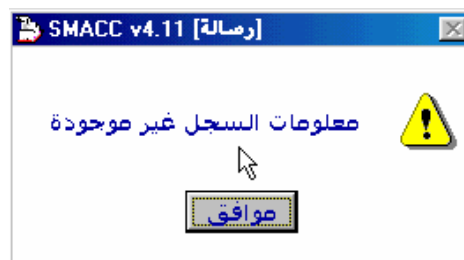 SMACC v4.11 [رسالة]
معلومات السجل غير موجودة
موافق